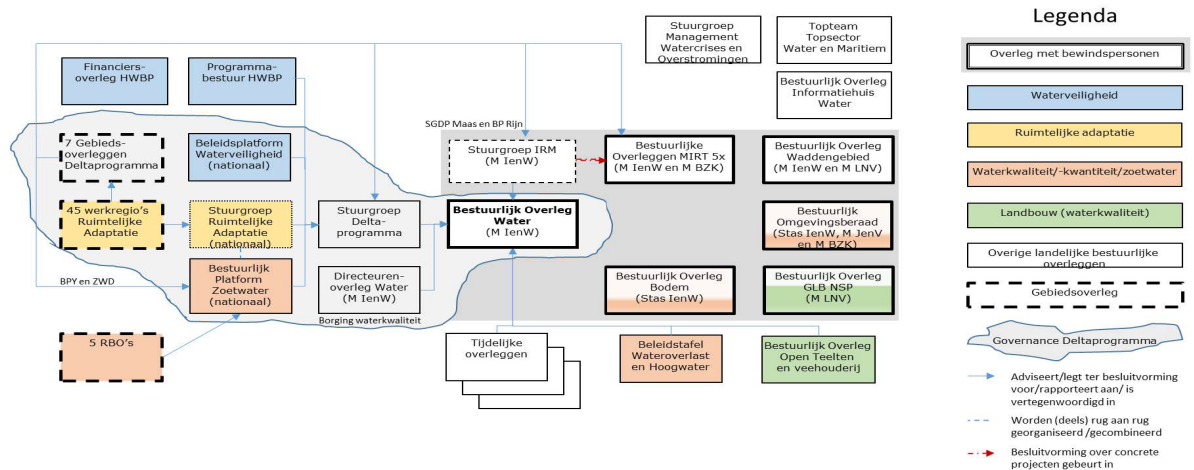 Stuurgroep
Management
Watercrises en
Overstromingen
Topteam
Topsector
Water en Maritiem
Financiers-
overleg HWBP
Programma-
bestuur HWBP
Bestuurlijk Overleg
Informatiehuis
Water
SGDP Maas en BP Rijn
7 Gebieds-
overleggen
Deltaprogramma
Beleidsplatform
Waterveiligheid
(nationaal)
Stuurgroep IRM
(M IenW)
Bestuurlijke
Overleggen MIRT 5x
(M IenW en M BZK)
Bestuurlijk Overleg
Waddengebied
(M IenW en M LNV)
45 werkregio's
Ruimtelijke
Adaptatie
Stuurgroep
Ruimtelijke
Adaptatie
(nationaal)
Stuurgroep
Delta-
programma
Bestuurlijk Overleg
Water
(M IenW)
Bestuurlijk
Omgevingsberaad
(Stas IenW, M JenV
en M BZK)
BPY en ZWD
Bestuurlijk
Platform
Zoetwater
(nationaal)
Directeuren-
overleg Water
(M IenW)
Borging waterkwaliteit
Bestuurlijk Overleg
Bodem
(Stas IenW)
Bestuurlijk Overleg
GLB NSP
(M LNV)
5 RBO's
Tijdelijke
overleggen
Beleidstafel
Wateroverlast
en Hoogwater
Bestuurlijk Overleg
Open Teelten
en veehouderij
Legenda
Overleg met bewindspersonen
Waterveiligheid
Ruimtelijke adaptatie
Waterkwaliteit/-kwantiteit/zoetwater
Landbouw (waterkwaliteit)
Overige landelijke bestuurlijke
overleggen
Gebiedsoverleg
Governance Deltaprogramma
Adviseert/legt ter besluitvorming
voor/rapporteert aan/ is
vertegenwoordigd in
Worden (deels) rug aan rug
georganiseerd /gecombineerd
Besluitvorming over concrete
projecten gebeurt in